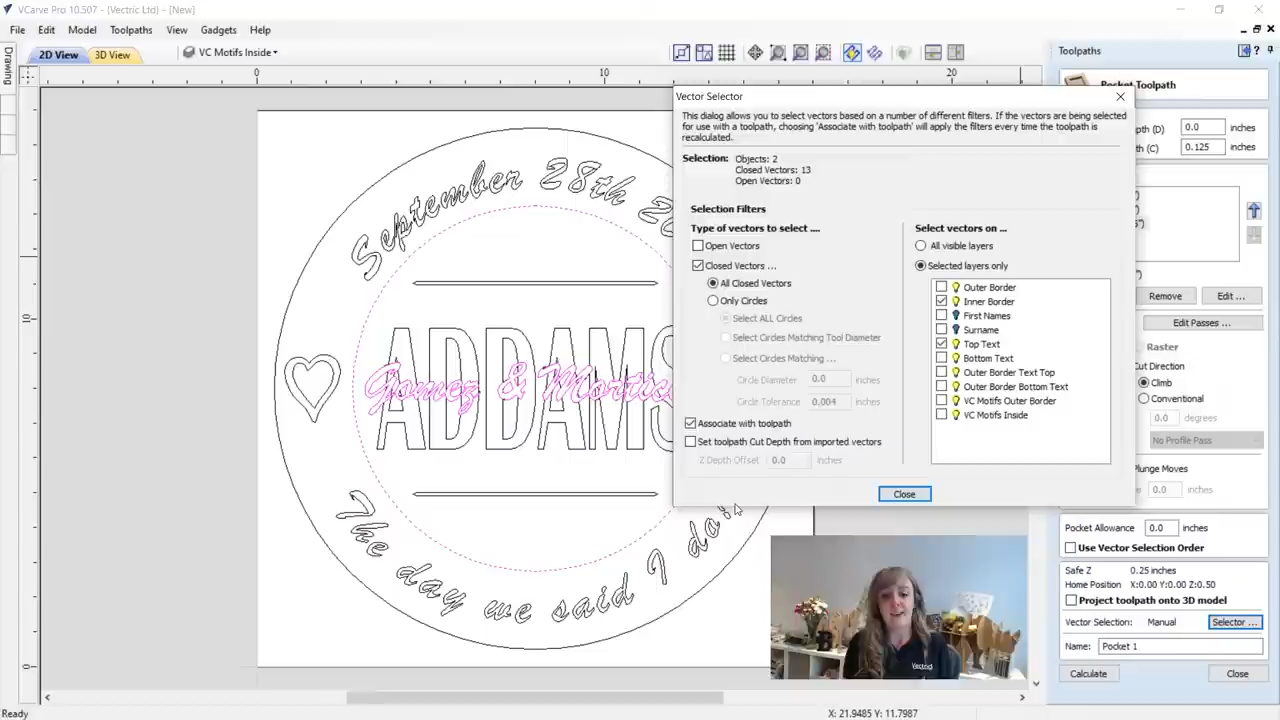 VCarve Pro 10.507 - (Vectric Ltd) - [New]
File Edit Model Toolpaths View Gadgets Help
2D View 3D View VC Motifs Inside
Drawing
0 10 20
10
0
September 28th 20
ADDAMS
Gomez & Mortici
The day we said I do
Vector Selector
This dialog allows you to select vectors based on a number of different filters. If the vectors are being selected
for use with a toolpath, choosing 'Associate with toolpath' will apply the filters every time the toolpath is
recalculated.
Selection: Objects: 2
Closed Vectors: 13
Open Vectors: 0
Selection Filters
Type of vectors to select ....
Open Vectors
Closed Vectors ...
All Closed Vectors
Only Circles
Select ALL Circles
Select Circles Matching Tool Diameter
Select Circles Matching ...
Circle Diameter 0.0 inches
Circle Tolerance 0.004 inches
Associate with toolpath
Set toolpath Cut Depth from imported vectors
Z Depth Offset 0.0 inches
Select vectors on ...
All visible layers
Selected layers only
Outer Border
Inner Border
First Names
Surname
Top Text
Bottom Text
Outer Border Text Top
Outer Border Bottom Text
VC Motifs Outer Border
VC Motifs Inside
Close
Toolpaths
Pocket Toolpath
epth (D) 0.0 inches
pth (C) 0.125 inches
Remove Edit ...
Edit Passes ...
Raster
Cut Direction
Climb
Conventional
0.0 degrees
No Profile Pass
Plunge Moves
0.0 inches
Pocket Allowance 0.0 inches
Use Vector Selection Order
Safe Z 0.25 inches
Home Position X:0.00 Y:0.00 Z:0.50
Project toolpath onto 3D model
Vector Selection: Manual Selector ...
Name: Pocket 1
Calculate Close
Vectric
Ready X: 21.9485 Y: 11.7987